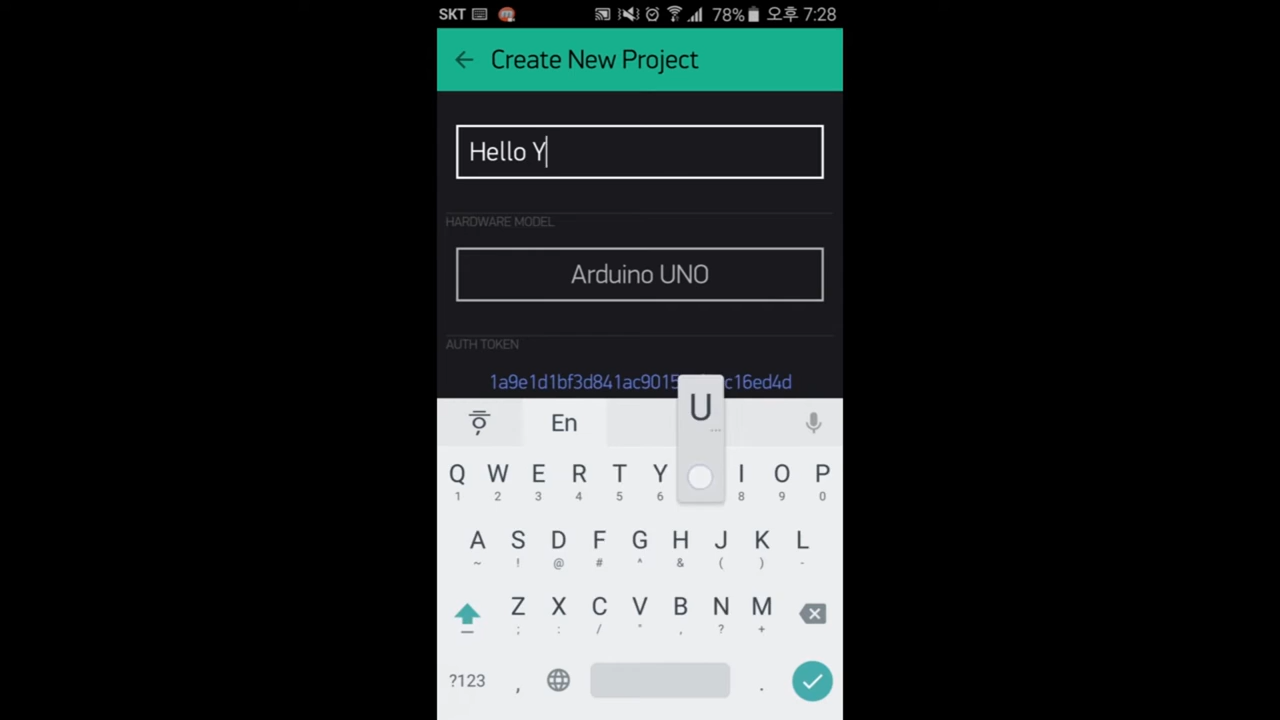 SKT 78% 오후 7:28
Create New Project
Hello Y
HARDWARE MODEL
Arduino UNO
AUTH TOKEN
En
U
...
Q W E R T Y I O P
1 2 3 4 5 6 8 9 0
A S D F G H J K L
~ ! @ # ^ & ( ) -
Z X C V B N M
; : / " , ? +
?123 , .